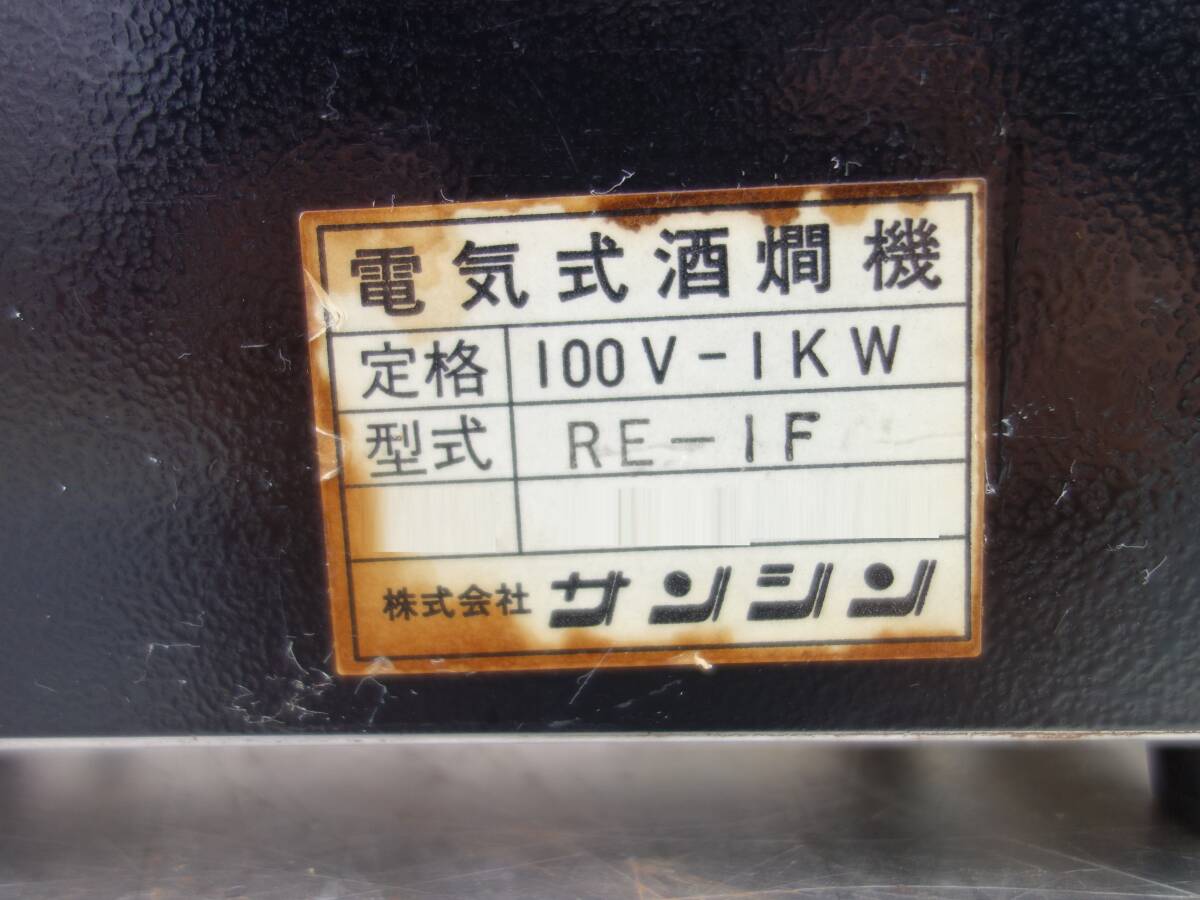 電気式酒燗機
定格 100V-1KW
型式 RE-1F
株式会社 サンシン